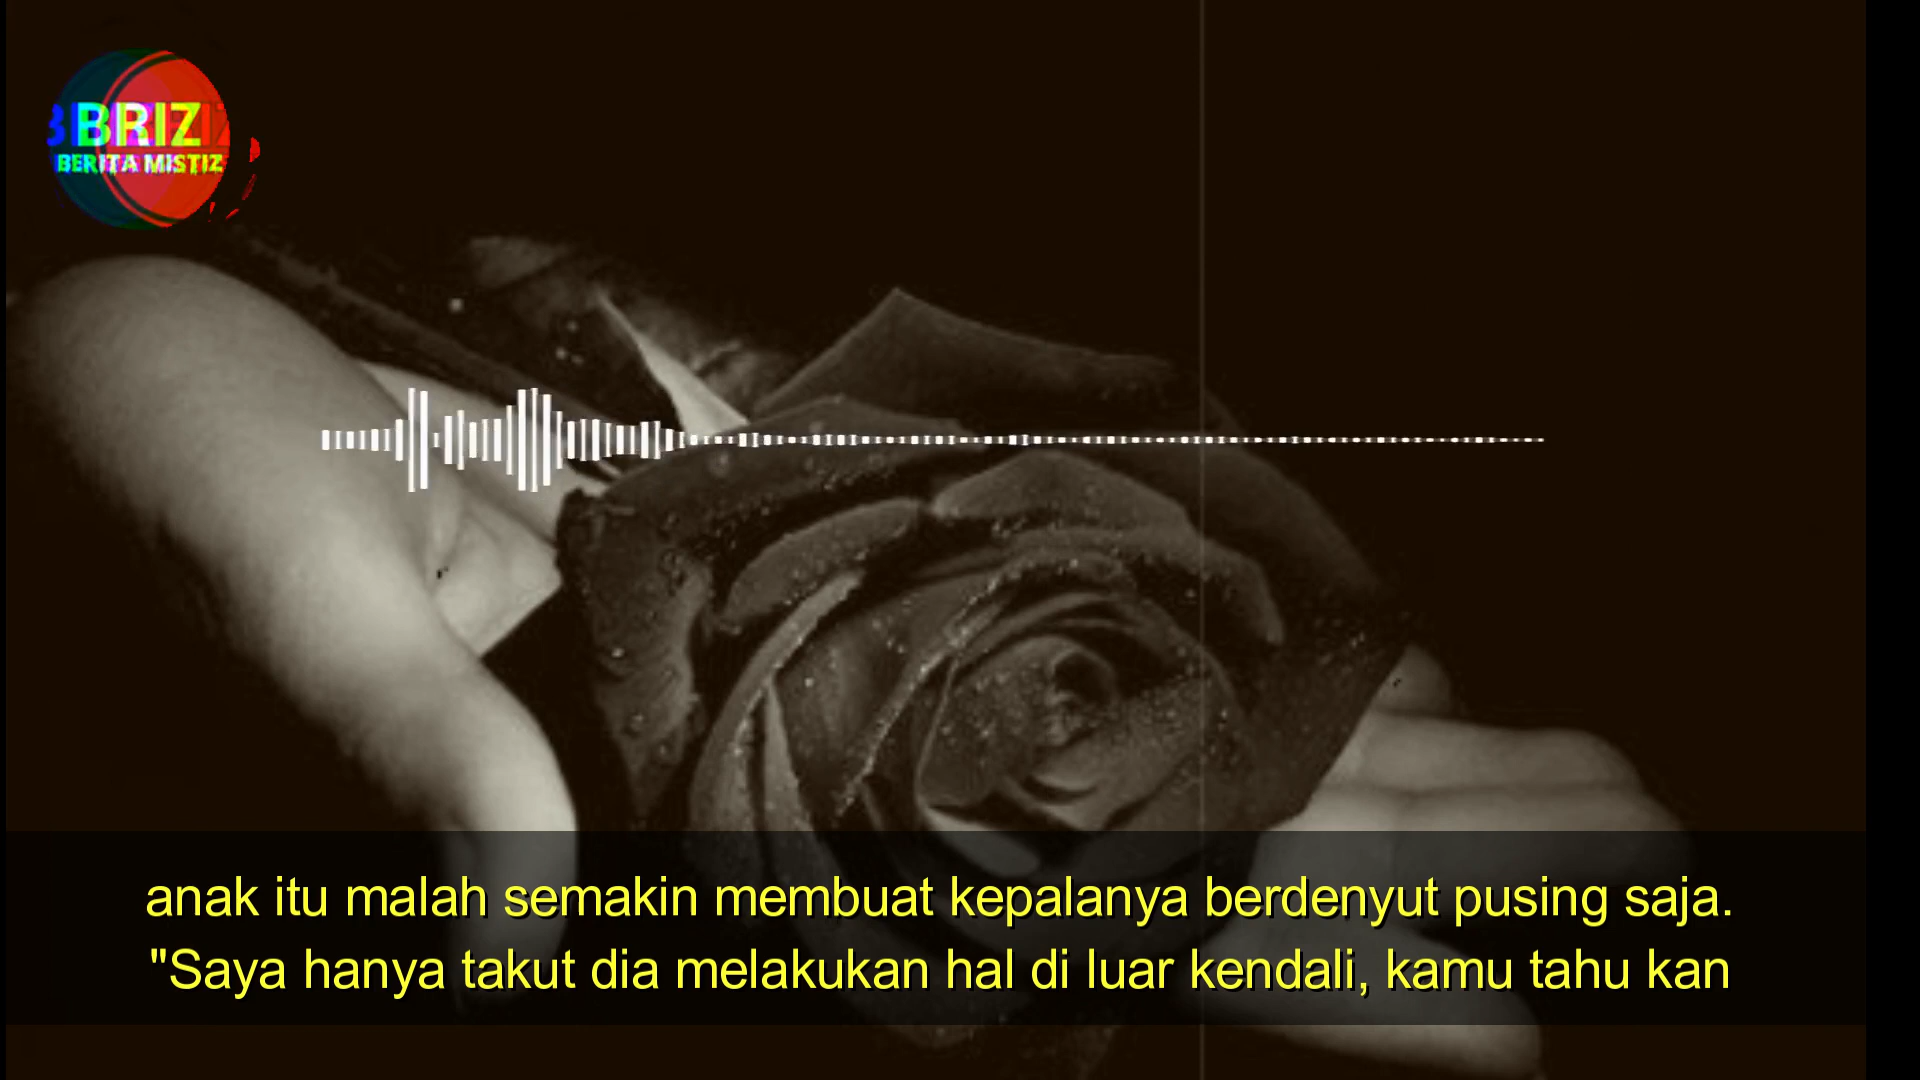 BRIZ
BERITA MISTIZ
anak itu malah semakin membuat kepalanya berdenyut pusing saja.
"Saya hanya takut dia melakukan hal di luar kendali, kamu tahu kan